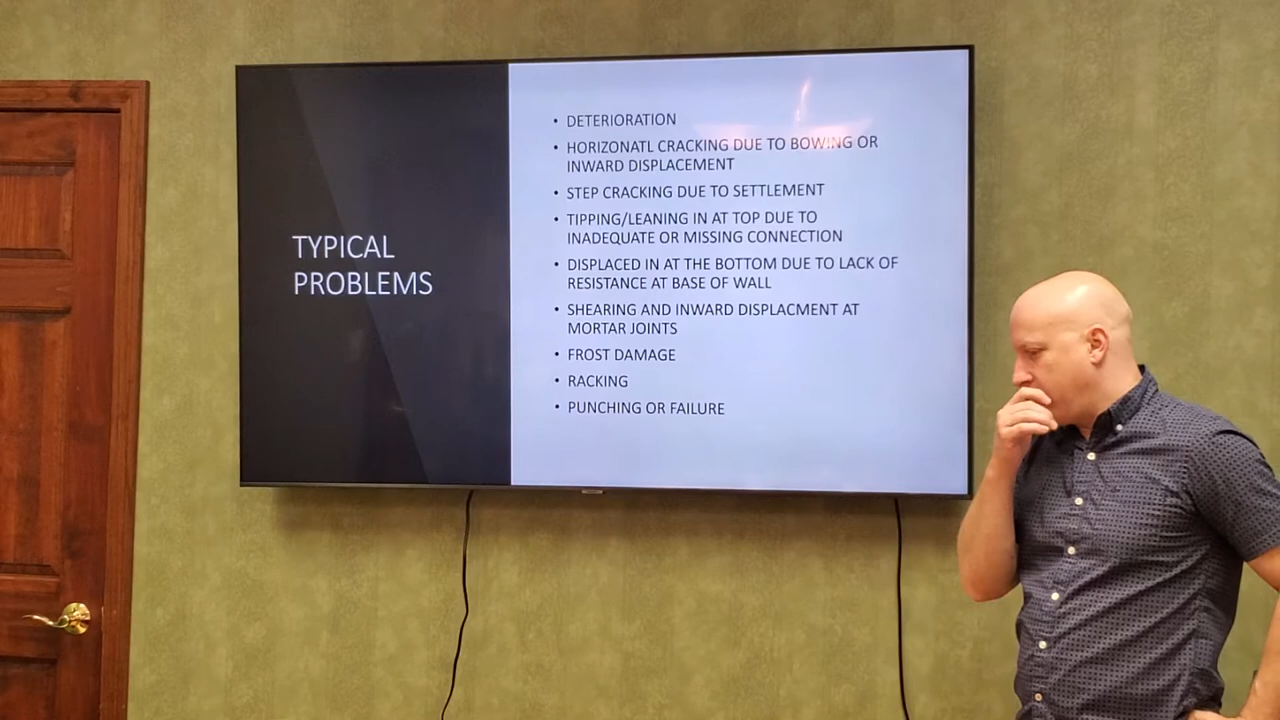 TYPICAL
PROBLEMS
• DETERIORATION
• HORIZONATL CRACKING DUE TO BOWING OR
INWARD DISPLACEMENT
• STEP CRACKING DUE TO SETTLEMENT
• TIPPING/LEANING IN AT TOP DUE TO
INADEQUATE OR MISSING CONNECTION
• DISPLACED IN AT THE BOTTOM DUE TO LACK OF
RESISTANCE AT BASE OF WALL
• SHEARING AND INWARD DISPLACMENT AT
MORTAR JOINTS
• FROST DAMAGE
• RACKING
• PUNCHING OR FAILURE